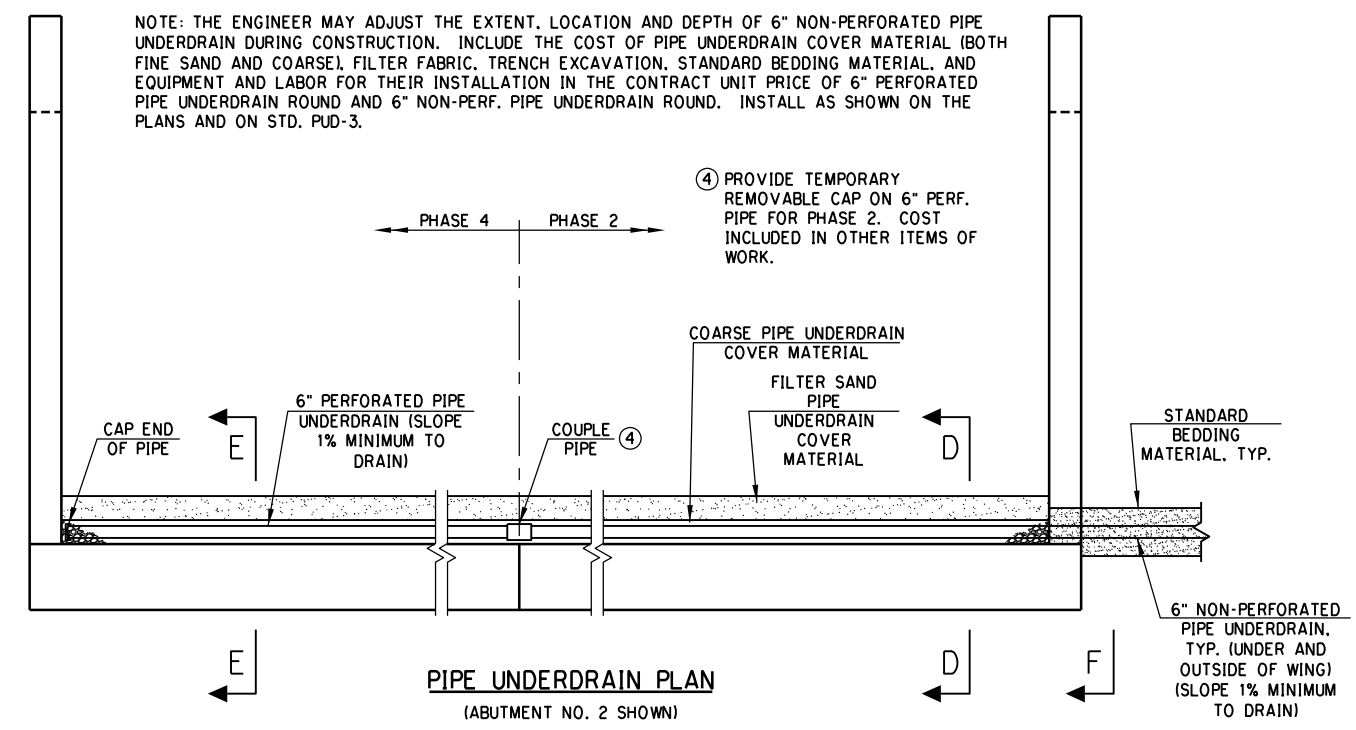 NOTE: THE ENGINEER MAY ADJUST THE EXTENT, LOCATION AND DEPTH OF 6" NON-PERFORATED PIPE
UNDERDRAIN DURING CONSTRUCTION. INCLUDE THE COST OF PIPE UNDERDRAIN COVER MATERIAL (BOTH
FINE SAND AND COARSE), FILTER FABRIC, TRENCH EXCAVATION, STANDARD BEDDING MATERIAL, AND
EQUIPMENT AND LABOR FOR THEIR INSTALLATION IN THE CONTRACT UNIT PRICE OF 6" PERFORATED
PIPE UNDERDRAIN ROUND AND 6" NON-PERF. PIPE UNDERDRAIN ROUND. INSTALL AS SHOWN ON THE
PLANS AND ON STD. PUD-3.
4 PROVIDE TEMPORARY
REMOVABLE CAP ON 6" PERF.
PIPE FOR PHASE 2. COST
INCLUDED IN OTHER ITEMS OF
WORK.
PHASE 4
PHASE 2
COARSE PIPE UNDERDRAIN
COVER MATERIAL
FILTER SAND
PIPE
UNDERDRAIN
COVER
MATERIAL
6" PERFORATED PIPE
UNDERDRAIN (SLOPE
1% MINIMUM TO
DRAIN)
CAP END
OF PIPE
E
COUPLE
PIPE 4
D
STANDARD
BEDDING
MATERIAL, TYP.
6" NON-PERFORATED
PIPE UNDERDRAIN,
TYP. (UNDER AND
OUTSIDE OF WING)
(SLOPE 1% MINIMUM
TO DRAIN)
E
D
F
PIPE UNDERDRAIN PLAN
(ABUTMENT NO. 2 SHOWN)